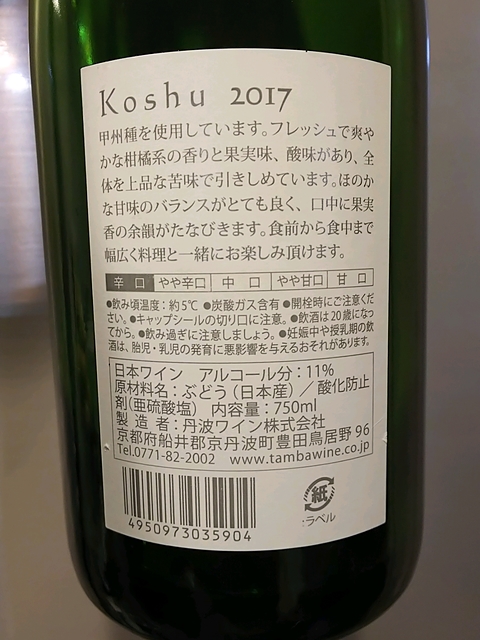 Koshu 2017
甲州種を使用しています。フレッシュで爽や
かな柑橘系の香りと果実味、酸味があり、全
体を上品な苦味で引きしめています。ほのか
な甘味のバランスがとても良く、口中に果実
香の余韻がたなびきます。食前から食中まで
幅広く料理と一緒にお楽しみ頂けます。
辛口 やや辛口 中口 やや甘口 甘口
●飲み頃温度：約5℃ ●炭酸ガス含有 ●開栓時にご注意くだ
さい。●キャップシールの切り口に注意。●飲酒は20歳になっ
てから。●飲み過ぎに注意しましょう。●妊娠中や授乳期の飲
酒は、胎児・乳児の発育に悪影響を与えるおそれがあります。
日本ワイン アルコール分：11%
原材料名：ぶどう（日本産）／酸化防止
剤（亜硫酸塩） 内容量：750ml
製造者：丹波ワイン株式会社
京都府船井郡京丹波町豊田鳥居野 96
Tel.0771-82-2002 www.tambawine.co.jp
4950973035904
紙
:ラベル